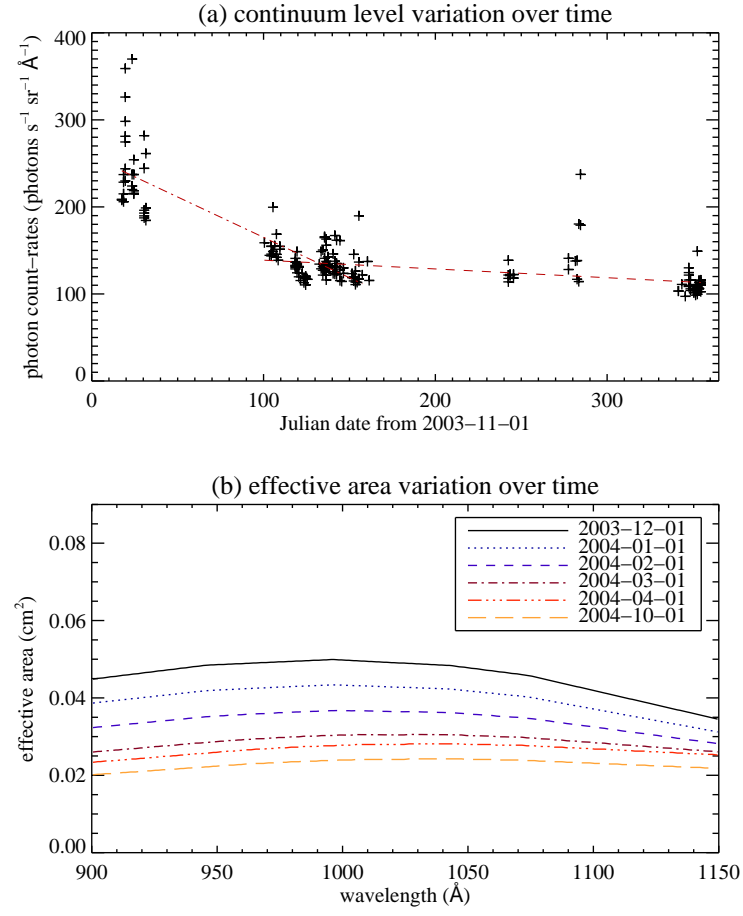 (a) continuum level variation over time
photon count−rates (photons s⁻¹ sr⁻¹ Å⁻¹)
400
300
200
100
0
0 100 200 300
Julian date from 2003−11−01
(b) effective area variation over time
effective area (cm²)
0.08
0.06
0.04
0.02
0.00
2003−12−01
2004−01−01
2004−02−01
2004−03−01
2004−04−01
2004−10−01
900 950 1000 1050 1100 1150
wavelength (Å)